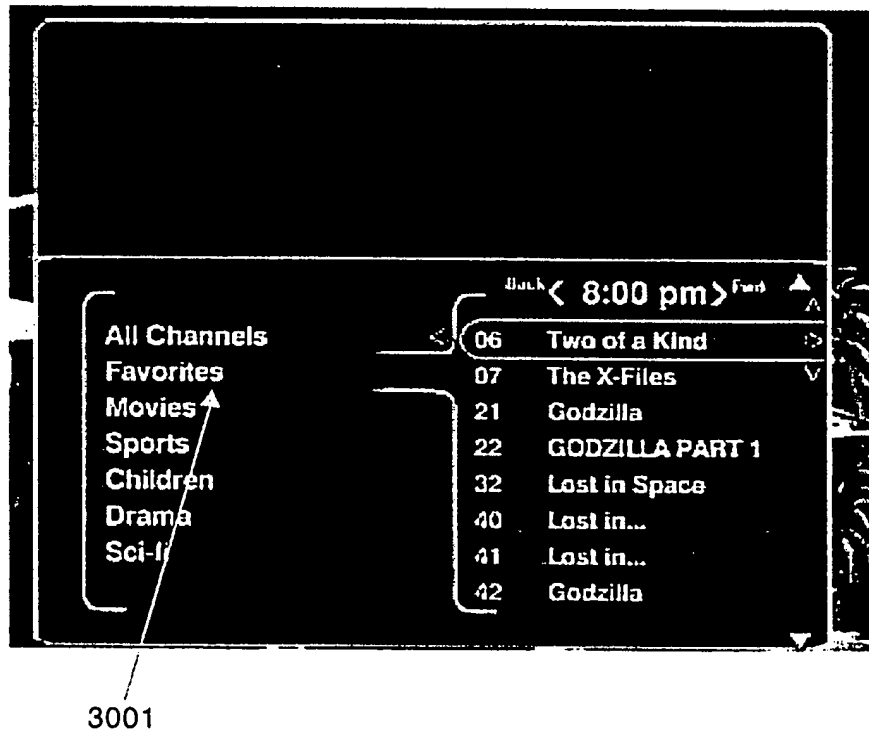 Back < 8:00 pm > Fwd
All Channels
Favorites
Movies
Sports
Children
Drama
Sci-fi
06 Two of a Kind
07 The X-Files
21 Godzilla
22 GODZILLA PART 1
32 Lost in Space
40 Lost in...
41 Lost in...
42 Godzilla
3001